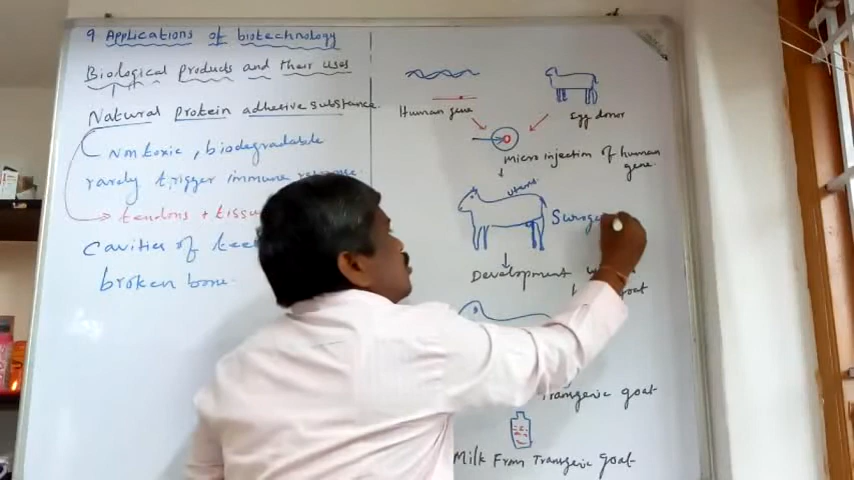 9 Applications of biotechnology
Biological products and their uses
Natural protein adhesive substance
Non toxic, biodegradable
rarely trigger immune response.
tendons + tissu
cavities of teet
broken bone.
Human gene
Egg donor
micro injection of human
gene.
uterus
Surog
Development
goat
Transgenic goat
Milk From Transgenic goat